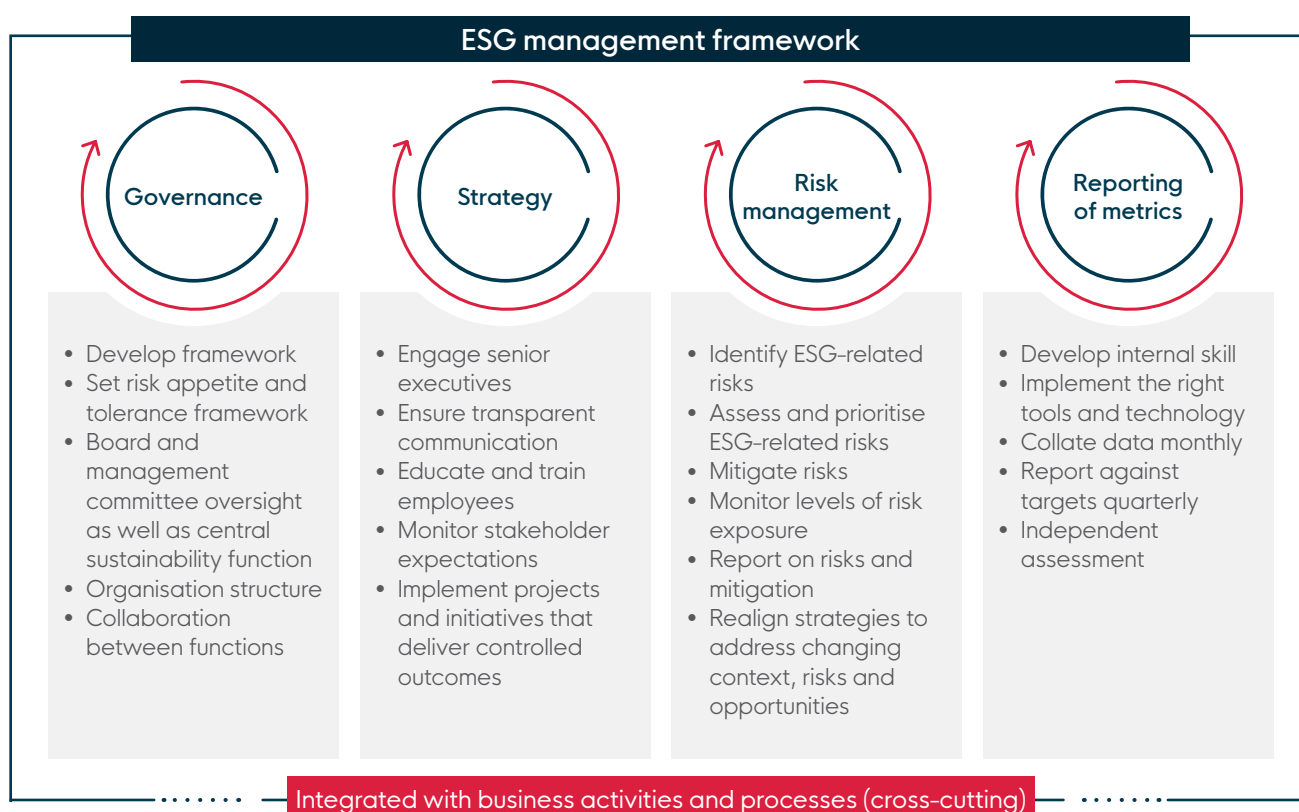 ESG management framework
Governance
• Develop framework
• Set risk appetite and
tolerance framework
• Board and
management
committee oversight
as well as central
sustainability function
• Organisation structure
• Collaboration
between functions
Strategy
• Engage senior
executives
• Ensure transparent
communication
• Educate and train
employees
• Monitor stakeholder
expectations
• Implement projects
and initiatives that
deliver controlled
outcomes
Risk
management
• Identify ESG-related
risks
• Assess and prioritise
ESG-related risks
• Mitigate risks
• Monitor levels of risk
exposure
• Report on risks and
mitigation
• Realign strategies to
address changing
context, risks and
opportunities
Reporting
of metrics
• Develop internal skill
• Implement the right
tools and technology
• Collate data monthly
• Report against
targets quarterly
• Independent
assessment
Integrated with business activities and processes (cross-cutting)